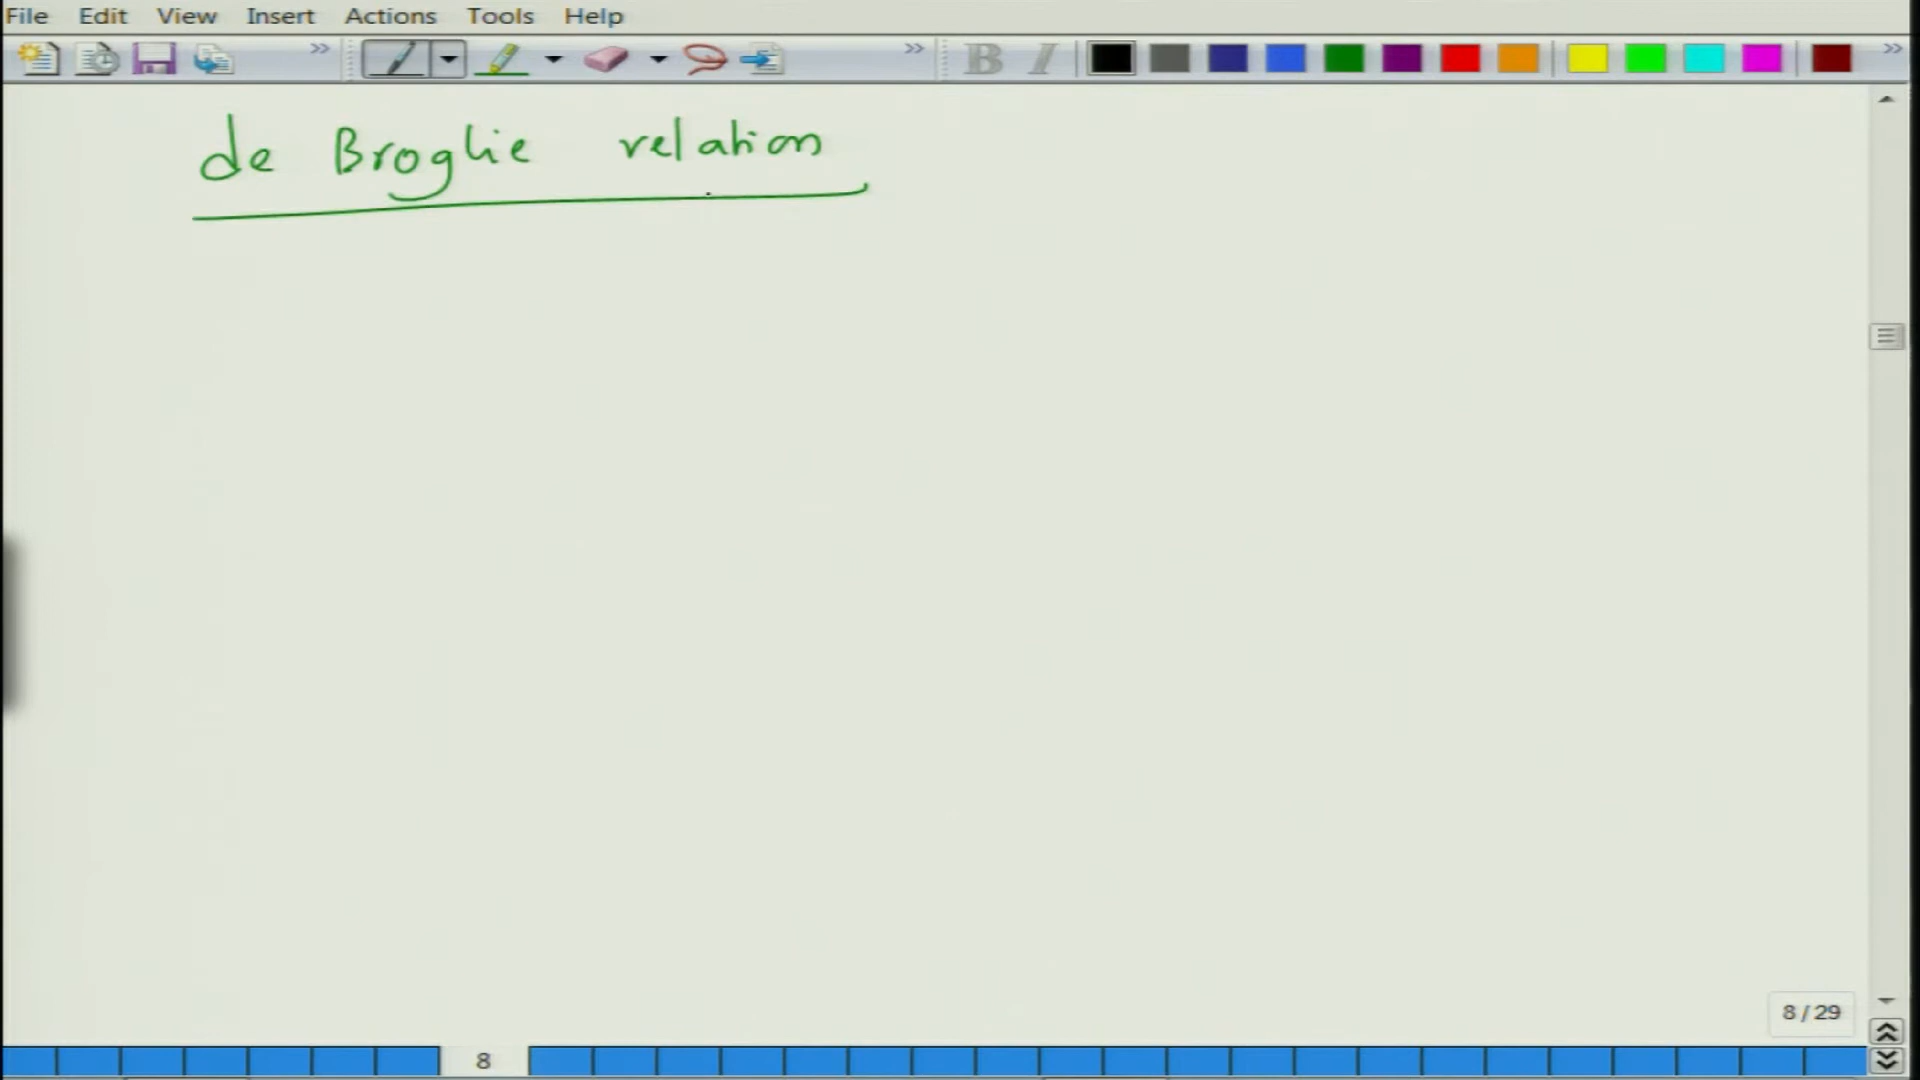 File Edit View Insert Actions Tools Help
B I
de Broglie relation
8 / 29
8